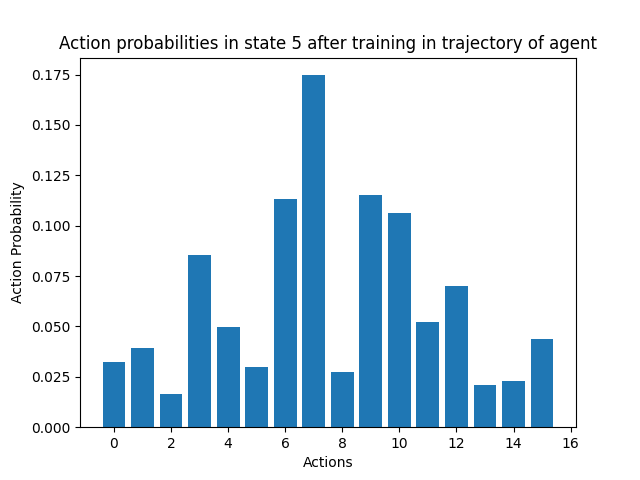 Action probabilities in state 5 after training in trajectory of agent
0.175
0.150
0.125
0.100
0.075
0.050
0.025
0.000
Action Probability
0 2 4 6 8 10 12 14 16
Actions